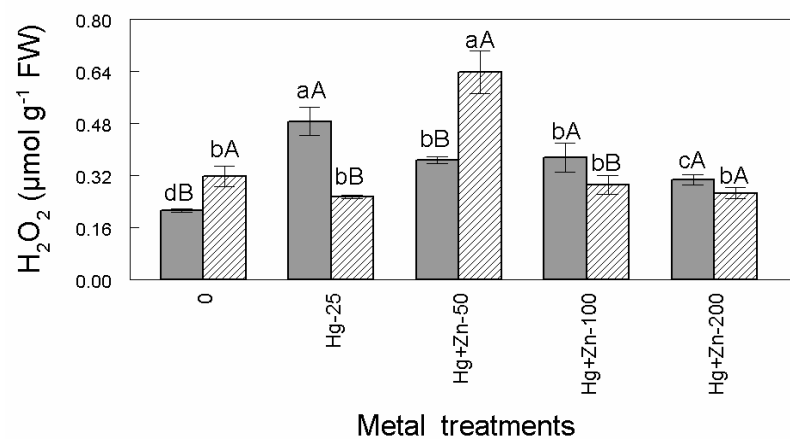 H₂O₂ (µmol g⁻¹ FW)
0.80
0.64
0.48
0.32
0.16
0.00
dB
bA
aA
bB
bB
aA
bA
bB
cA
bA
0
Hg-25
Hg+Zn-50
Hg+Zn-100
Hg+Zn-200
Metal treatments